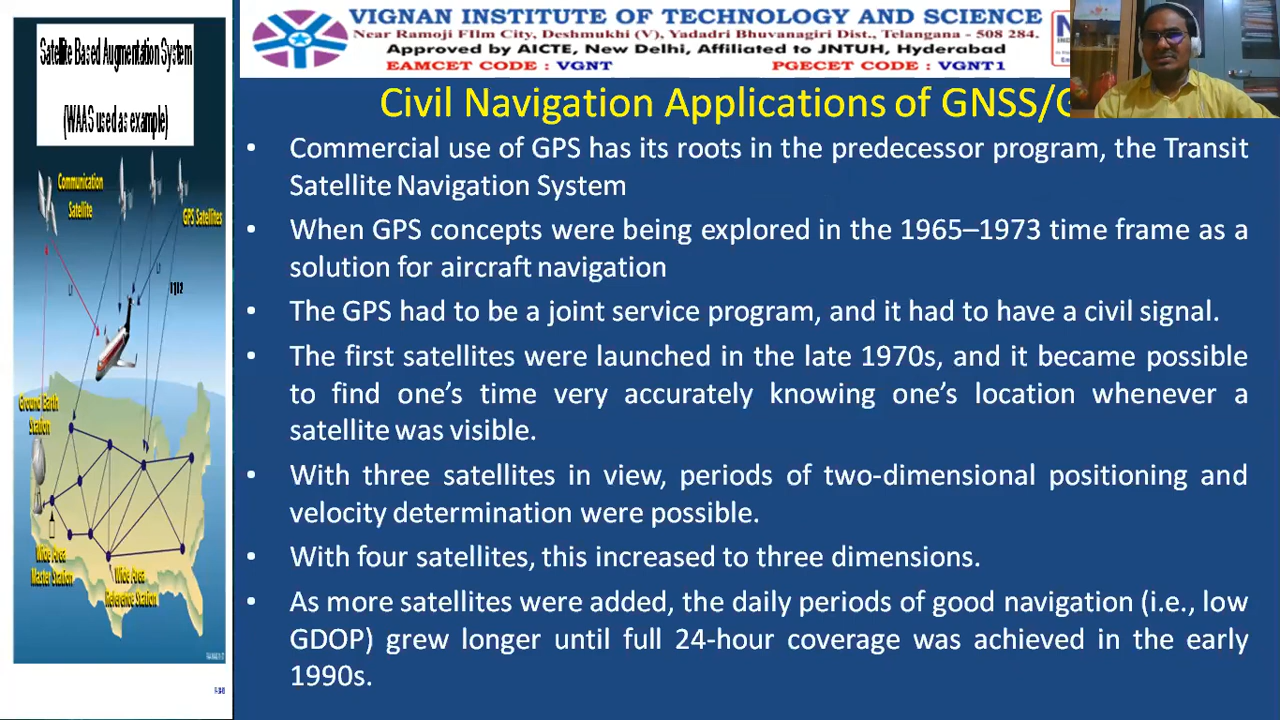 Satellite Based Augmentation System
(WAAS used as example)
Communication
Satellite
GPS Satellites
L1
L1
L1 L2
Ground Earth
Station
Wide Area
Master Station
Wide Area
Reference Station
VIGNAN INSTITUTE OF TECHNOLOGY AND SCIENCE
Near Ramoji FIlm City, Deshmukhi (V), Yadadri Bhuvanagiri Dist., Telangana - 508 284.
Approved by AICTE, New Delhi, Affiliated to JNTUH, Hyderabad
EAMCET CODE : VGNT PGECET CODE : VGNT1
Civil Navigation Applications of GNSS/
• Commercial use of GPS has its roots in the predecessor program, the Transit
Satellite Navigation System
• When GPS concepts were being explored in the 1965–1973 time frame as a
solution for aircraft navigation
• The GPS had to be a joint service program, and it had to have a civil signal.
• The first satellites were launched in the late 1970s, and it became possible
to find one’s time very accurately knowing one’s location whenever a
satellite was visible.
• With three satellites in view, periods of two-dimensional positioning and
velocity determination were possible.
• With four satellites, this increased to three dimensions.
• As more satellites were added, the daily periods of good navigation (i.e., low
GDOP) grew longer until full 24-hour coverage was achieved in the early
1990s.